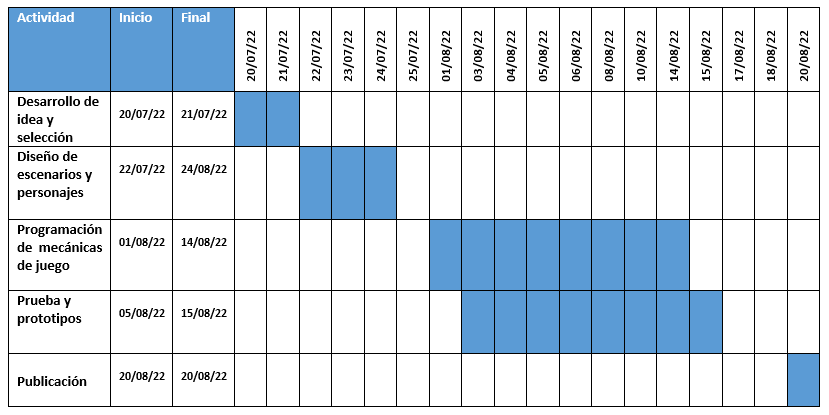 Actividad Inicio Final 20/07/22 21/07/22 22/07/22 23/07/22 24/07/22 25/07/22 01/08/22 03/08/22 04/08/22 05/08/22 06/08/22 08/08/22 10/08/22 14/08/22 15/08/22 17/08/22 18/08/22 20/08/22
Desarrollo de
idea y
selección
20/07/22 21/07/22
Diseño de
escenarios y
personajes
22/07/22 24/08/22
Programación
de mecánicas
de juego
01/08/22 14/08/22
Prueba y
prototipos
05/08/22 15/08/22
Publicación 20/08/22 20/08/22